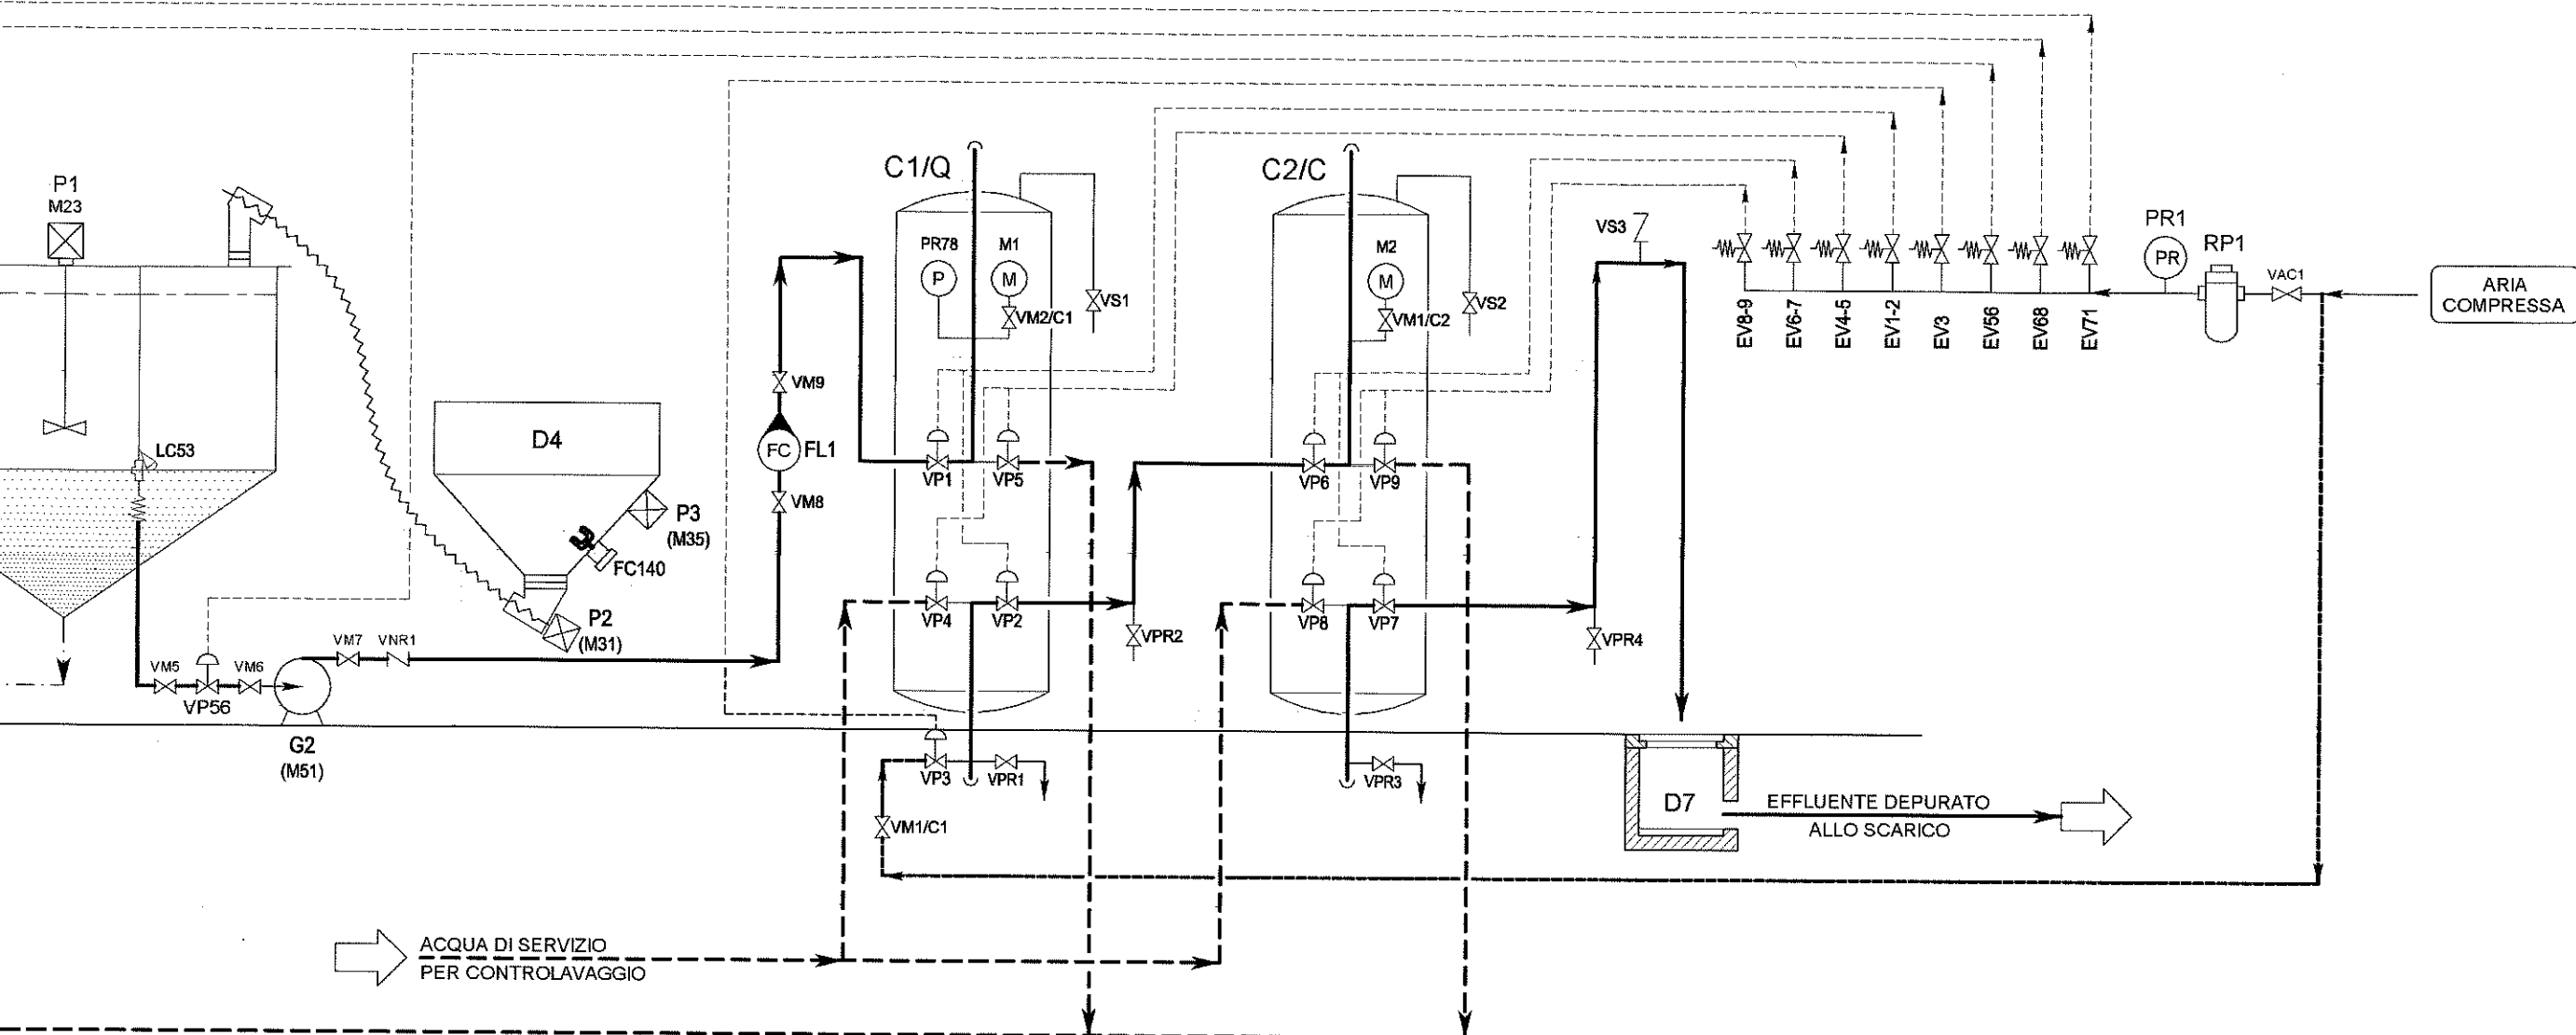 P1
M23
LC53
VM5
VP56
VM6
G2
(M51)
VM7
VNR1
D4
P3
(M35)
FC140
P2
(M31)
VM9
FC
FL1
VM8
C1/Q
PR78
P
M1
M
VM2/C1
VS1
VP1
VP5
VP4
VP2
VPR2
VP3
VPR1
VM1/C1
C2/C
M2
M
VM1/C2
VS2
VP6
VP9
VP8
VP7
VPR4
VPR3
VS3
EV8-9
EV6-7
EV4-5
EV1-2
EV3
EV56
EV68
EV71
PR1
PR
RP1
VAC1
ARIA
COMPRESSA
D7
EFFLUENTE DEPURATO
ALLO SCARICO
ACQUA DI SERVIZIO
PER CONTROLAVAGGIO